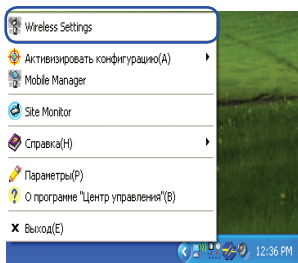 Wireless Settings
Активизировать конфигурацию(A)
Mobile Manager
Site Monitor
Справка(H)
Параметры(P)
О программе "Центр управления"(B)
Выход(E)
12:36 PM